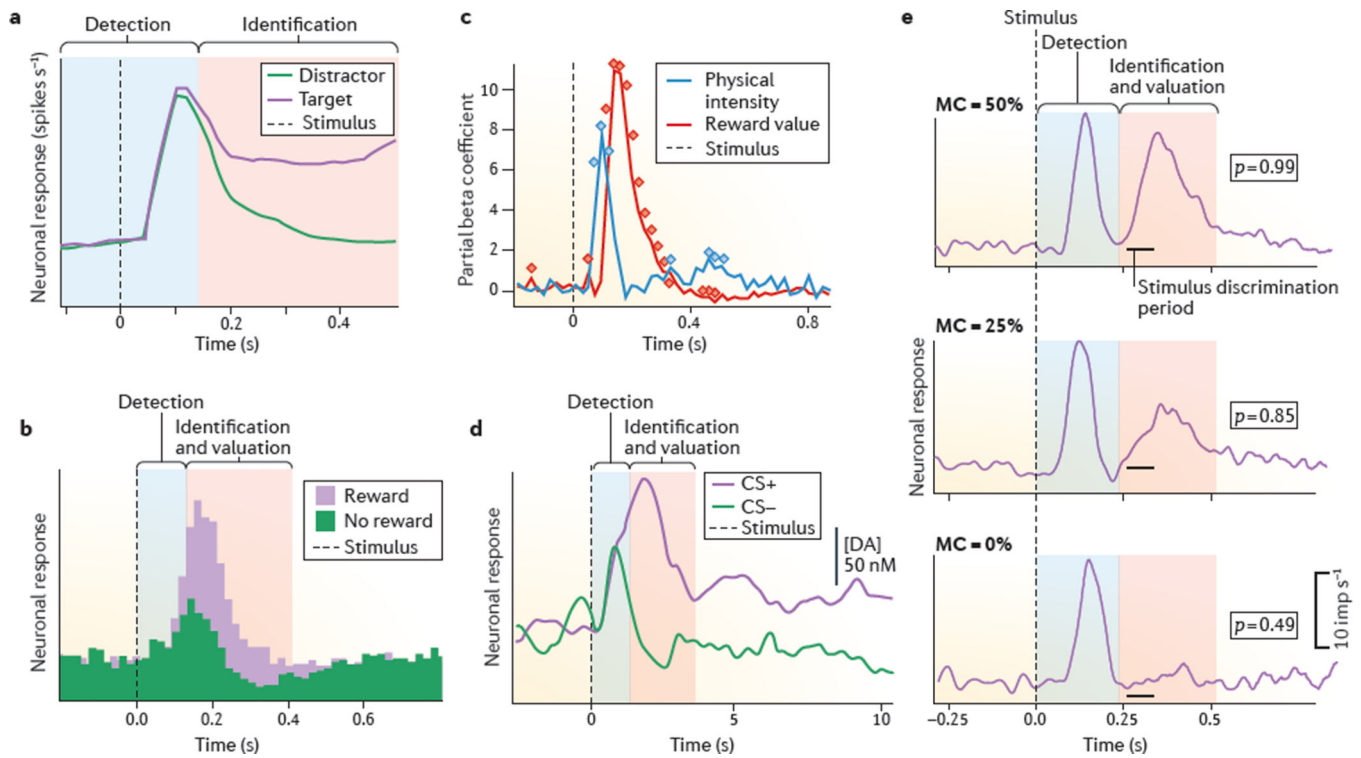 a
Detection
Identification
Neuronal response (spikes s⁻¹)
Distractor
Target
Stimulus
0
0.2
0.4
Time (s)
b
Detection
Identification
and valuation
Neuronal response
Reward
No reward
Stimulus
0.0
0.2
0.4
0.6
Time (s)
c
Partial beta coefficient
10
8
6
4
2
0
Physical
intensity
Reward value
Stimulus
0
0.4
0.8
Time (s)
d
Detection
Identification
and valuation
Neuronal response
CS+
CS–
Stimulus
[DA]
50 nM
0
5
10
Time (s)
e
Stimulus
Detection
Identification
and valuation
MC = 50%
p = 0.99
Stimulus discrimination
period
MC = 25%
p = 0.85
Neuronal response
MC = 0%
p = 0.49
10 imp s⁻¹
–0.25
0.0
0.25
0.5
Time (s)